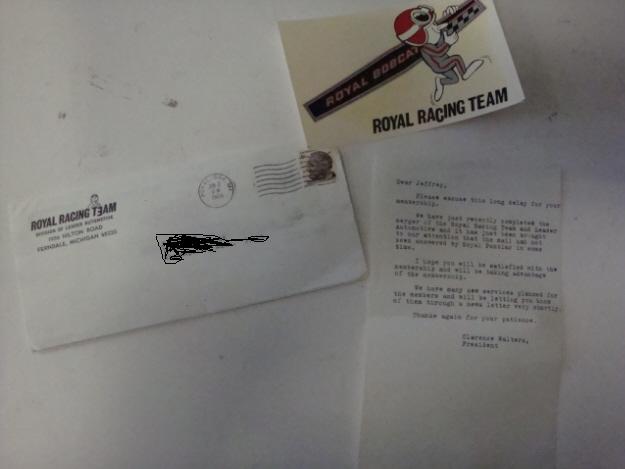 ROYAL BOBCAT
ROYAL RACING TEAM
ROYAL RACING TEAM
DIVISION OF LEADER AUTOMOTIVE
HILTON ROAD
FERNDALE, MICHIGAN
Dear Jeffrey,
Please excuse this long delay for your
membership.
We have just recently completed the
merger of the Royal Racing Team and Leader
Automotive and it has just been brought
to our attention that the mail had not
been answered by Royal Pontiac in some
time.
I hope you will be satisfied with the
membership and will be taking advantage
of the membership.
We have many new services planned for
the members and will be letting you know
of them through a news letter very shortly.
Thanks again for your patience.
Clarence Walters,
President